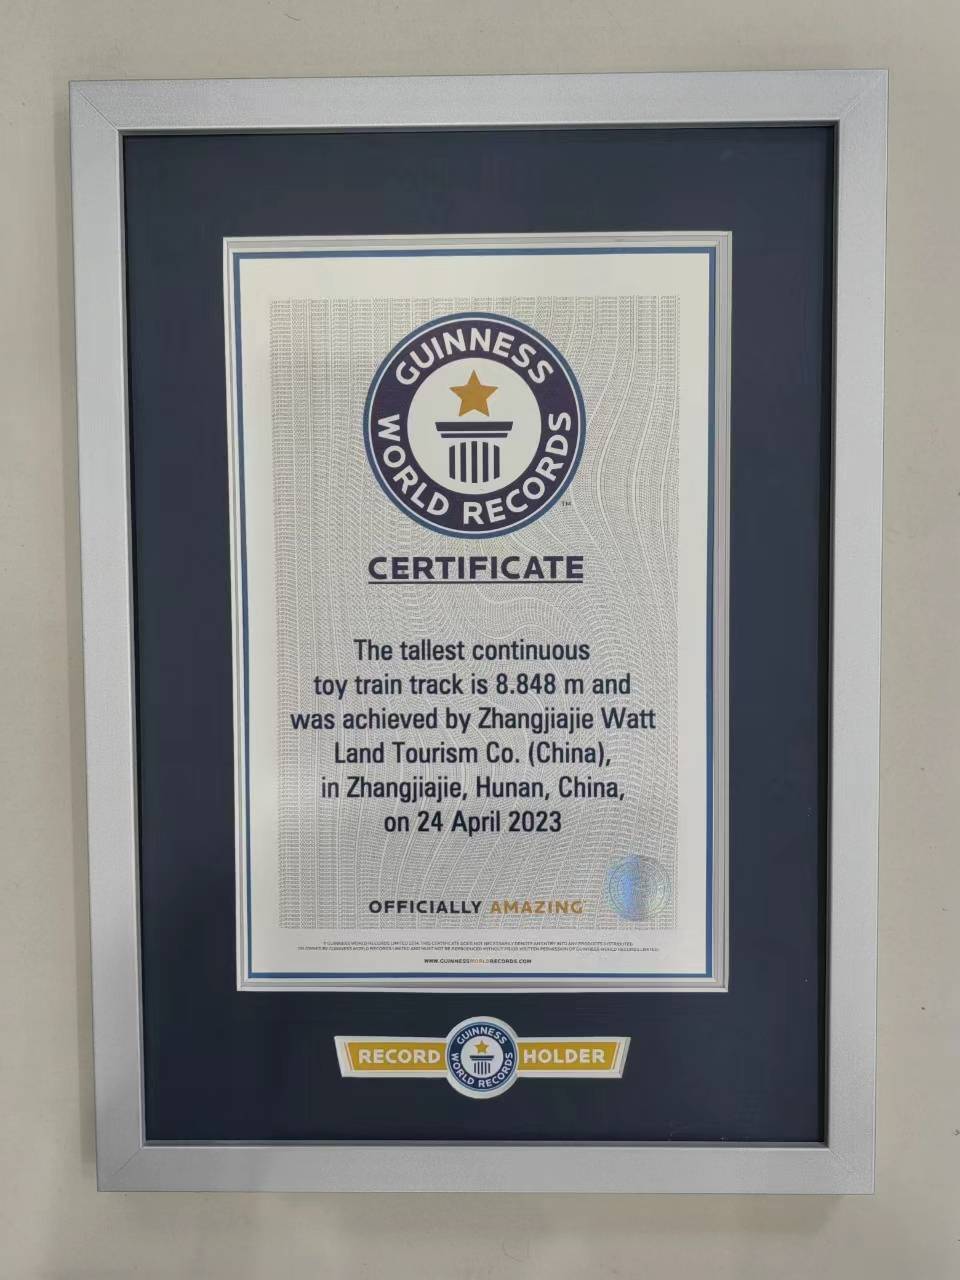 GUINNESS
WORLD RECORDS
™
CERTIFICATE
The tallest continuous
toy train track is 8.848 m and
was achieved by Zhangjiajie Watt
Land Tourism Co. (China),
in Zhangjiajie, Hunan, China,
on 24 April 2023
OFFICIALLY AMAZING
WWW.GUINNESSWORLDRECORDS.COM
RECORD HOLDER
GUINNESS
WORLD RECORDS